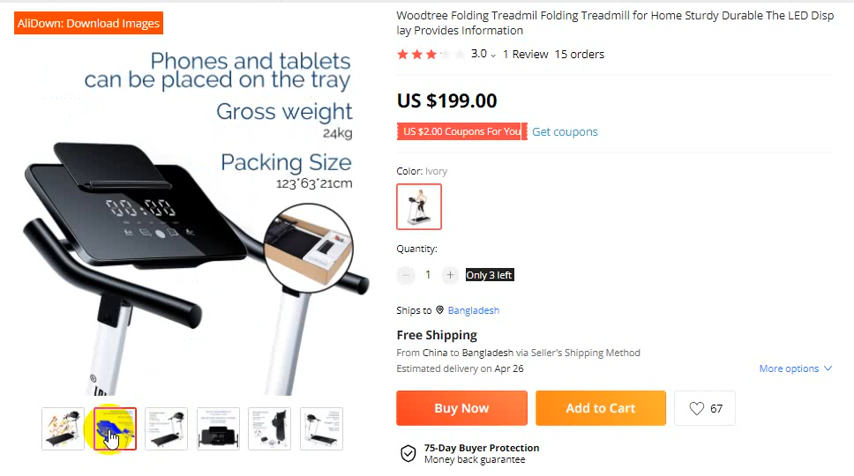 AliDown: Download Images
Phones and tablets
can be placed on the tray
Gross weight
24kg
Packing Size
123*63*21cm
00:00
Woodtree Folding Treadmil Folding Treadmill for Home Sturdy Durable The LED Disp
lay Provides Information
3.0 1 Review 15 orders
US $199.00
US $2.00 Coupons For You Get coupons
Color: Ivory
Quantity:
1 Only 3 left
Ships to Bangladesh
Free Shipping
From China to Bangladesh via Seller's Shipping Method
Estimated delivery on Apr 26 More options
Buy Now Add to Cart 67
75-Day Buyer Protection
Money back guarantee